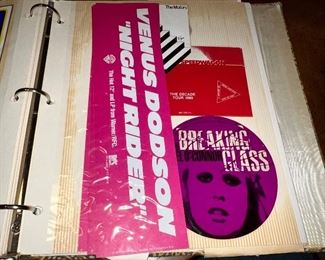 VENUS DODSON
"NIGHT RIDER"
The Hot 12" and LP from Warner/RFC.
The Motors
SPEEDWAGON
THE DECADE
TOUR 1980
BREAKING
O'CONNOR
GLASS